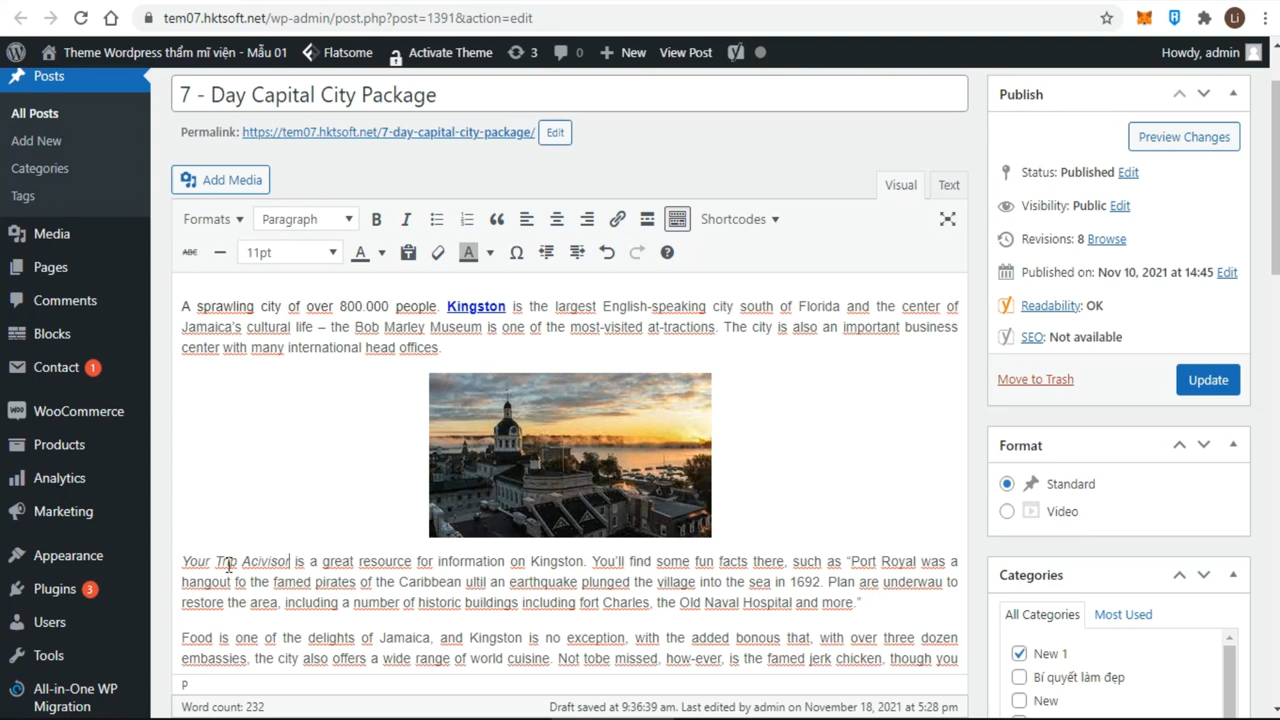 tem07.hktsoft.net/wp-admin/post.php?post=1391&action=edit
Li
Theme Wordpress thẩm mĩ viện - Mẫu 01
Flatsome
Activate Theme
3
0
New
View Post
Howdy, admin
Posts
All Posts
Add New
Categories
Tags
Media
Pages
Comments
Blocks
Contact 1
WooCommerce
Products
Analytics
Marketing
Appearance
Plugins 3
Users
Tools
All-in-One WP
Migration
7 - Day Capital City Package
Permalink: https://tem07.hktsoft.net/7-day-capital-city-package/ Edit
Add Media
Visual
Text
Formats
Paragraph
B
I
Shortcodes
ABC
11pt
A
A
Ω
A sprawling city of over 800.000 people. Kingston is the largest English-speaking city south of Florida and the center of
Jamaica's cultural life – the Bob Marley Museum is one of the most-visited at-tractions. The city is also an important business
center with many international head offices.
Your Trip Acivisor is a great resource for information on Kingston. You'll find some fun facts there, such as “Port Royal was a
hangout fo the famed pirates of the Caribbean ultil an earthquake plunged the village into the sea in 1692. Plan are underwau to
restore the area, including a number of historic buildings including fort Charles, the Old Naval Hospital and more.”
Food is one of the delights of Jamaica, and Kingston is no exception, with the added bonous that, with over three dozen
embassies, the city also offers a wide range of world cuisine. Not tobe missed, how-ever, is the famed jerk chicken, though you
p
Word count: 232
Draft saved at 9:36:39 am. Last edited by admin on November 18, 2021 at 5:28 pm
Publish
Preview Changes
Status: Published Edit
Visibility: Public Edit
Revisions: 8 Browse
Published on: Nov 10, 2021 at 14:45 Edit
Readability: OK
SEO: Not available
Move to Trash
Update
Format
Standard
Video
Categories
All Categories
Most Used
New 1
Bí quyết làm đẹp
New